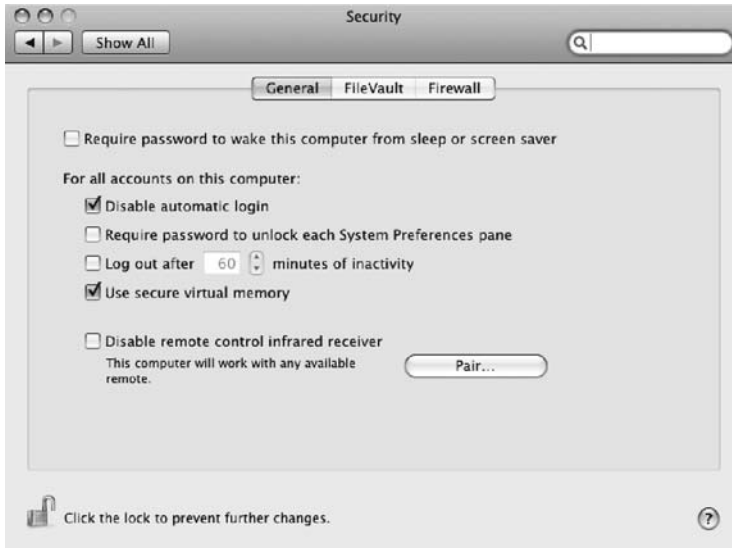 Security
Show All
General FileVault Firewall
Require password to wake this computer from sleep or screen saver
For all accounts on this computer:
Disable automatic login
Require password to unlock each System Preferences pane
Log out after 60 minutes of inactivity
Use secure virtual memory
Disable remote control infrared receiver
This computer will work with any available
remote.
Pair...
Click the lock to prevent further changes.
?